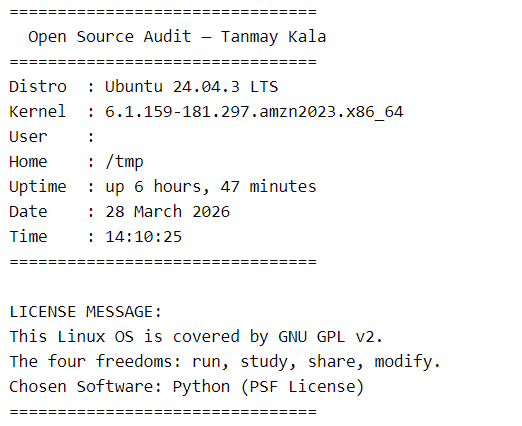 ================================
  Open Source Audit — Tanmay Kala
================================
Distro  : Ubuntu 24.04.3 LTS
Kernel  : 6.1.159-181.297.amzn2023.x86_64
User    :
Home    : /tmp
Uptime  : up 6 hours, 47 minutes
Date    : 28 March 2026
Time    : 14:10:25
================================

LICENSE MESSAGE:
This Linux OS is covered by GNU GPL v2.
The four freedoms: run, study, share, modify.
Chosen Software: Python (PSF License)
================================